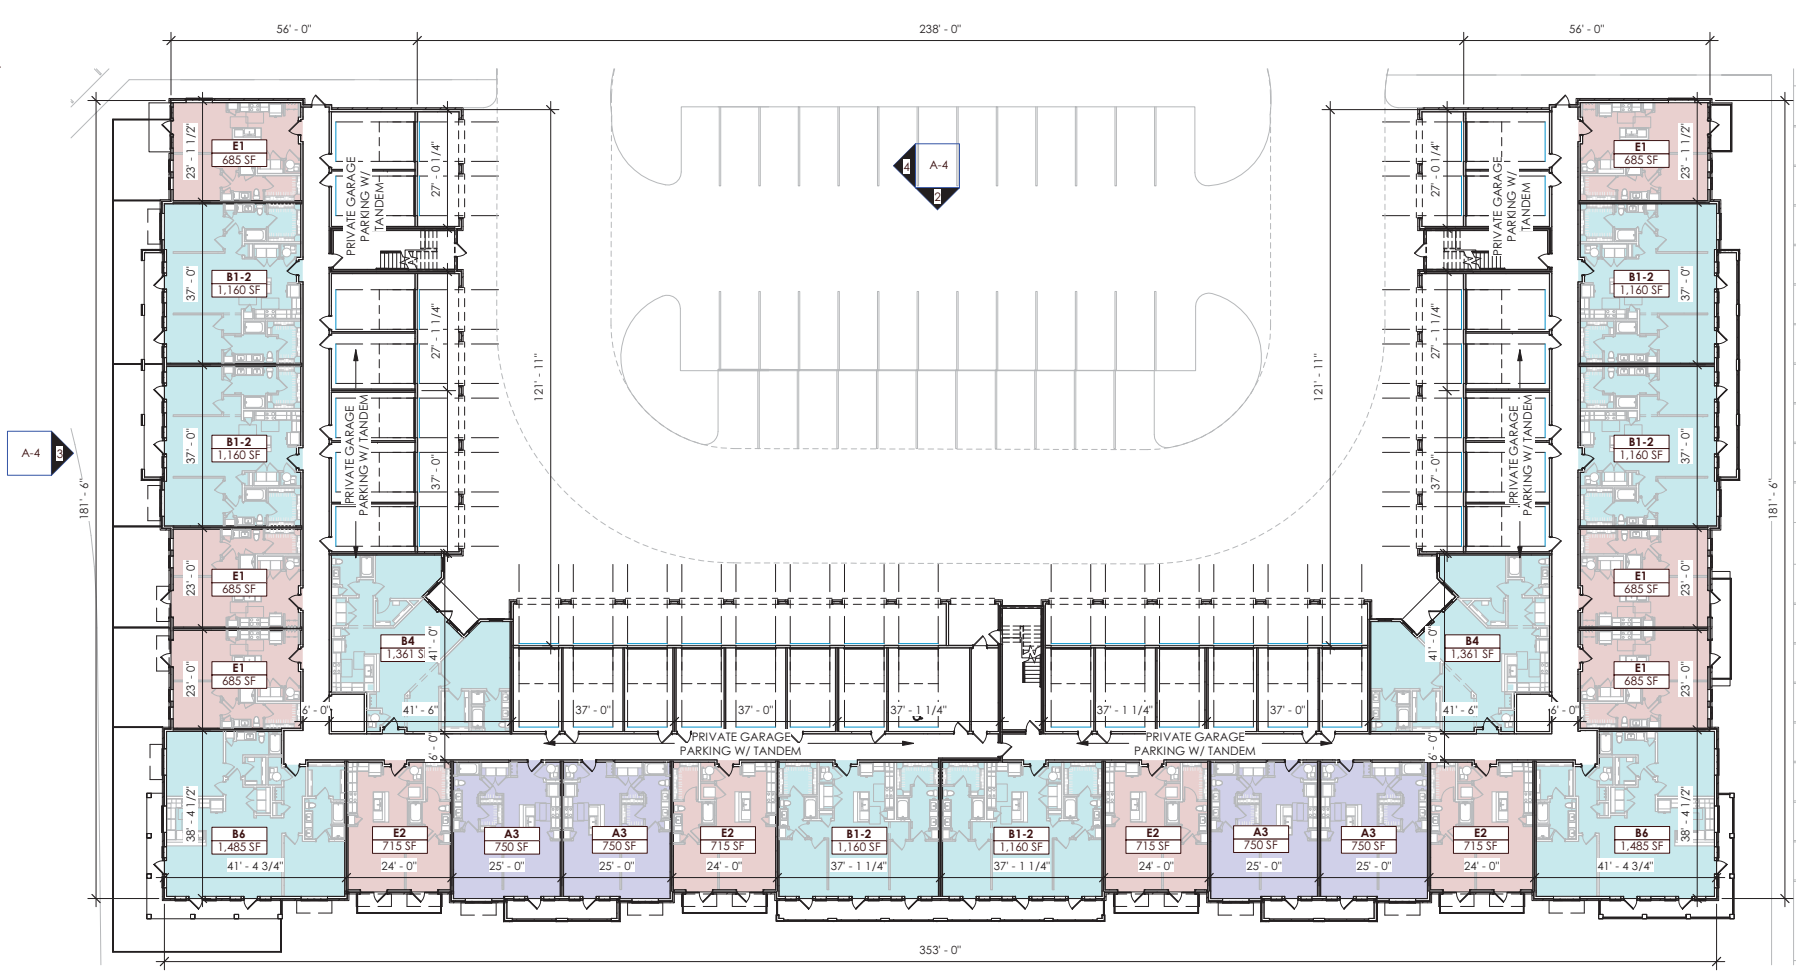 56' - 0"
238' - 0"
56' - 0"
23' - 1 1/2"
E1
685 SF
PRIVATE GARAGE
PARKING W/
TANDEM
27' - 0 1/4"
4
A-4
2
27' - 0 1/4"
PRIVATE GARAGE
PARKING W/
TANDEM
E1
685 SF
23' - 1 1/2"
37' - 0"
B1-2
1,160 SF
27' - 1 1/4"
121' - 11"
121' - 11"
27' - 1 1/4"
B1-2
1,160 SF
37' - 0"
A-4
3
181' - 6"
37' - 0"
B1-2
1,160 SF
PRIVATE GARAGE
PARKING W/ TANDEM
37' - 0"
37' - 0"
PRIVATE GARAGE
PARKING W/ TANDEM
B1-2
1,160 SF
37' - 0"
181' - 6"
23' - 0"
E1
685 SF
E1
685 SF
23' - 0"
B4
1,361 S
41' - 0"
41' - 0"
B4
1,361 SF
23' - 0"
E1
685 SF
E1
685 SF
23' - 0"
6' - 0"
41' - 6"
37' - 0"
37' - 0"
37' - 1 1/4"
37' - 1 1/4"
37' - 0"
41' - 6"
6' - 0"
6' - 0"
PRIVATE GARAGE
PARKING W/ TANDEM
PRIVATE GARAGE
PARKING W/ TANDEM
6' - 0"
38' - 4 1/2"
B6
1,485 SF
41' - 4 3/4"
E2
715 SF
24' - 0"
A3
750 SF
25' - 0"
A3
750 SF
25' - 0"
E2
715 SF
24' - 0"
B1-2
1,160 SF
37' - 1 1/4"
B1-2
1,160 SF
37' - 1 1/4"
E2
715 SF
24' - 0"
A3
750 SF
25' - 0"
A3
750 SF
25' - 0"
E2
715 SF
24' - 0"
B6
1,485 SF
41' - 4 3/4"
38' - 4 1/2"
353' - 0"